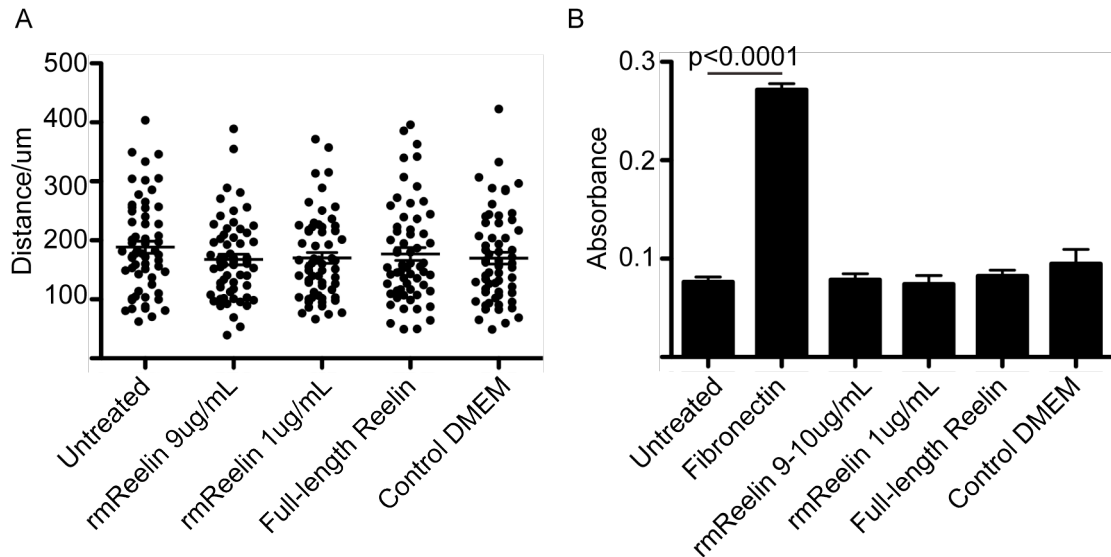 A
Distance/um
500
400
300
200
100
Untreated
rmReelin 9ug/mL
rmReelin 1ug/mL
Full-length Reelin
Control DMEM
B
Absorbance
0.3
0.2
0.1
p<0.0001
Untreated
Fibronectin
rmReelin 9-10ug/mL
rmReelin 1ug/mL
Full-length Reelin
Control DMEM